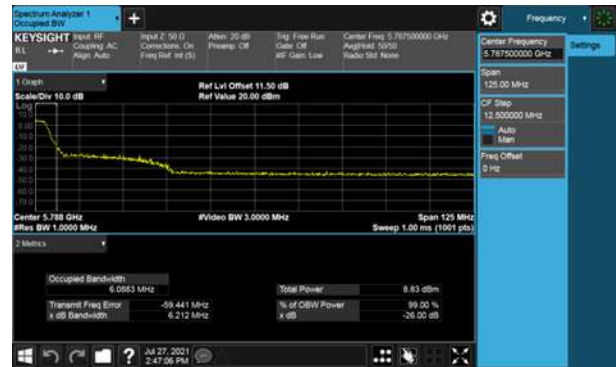 Spectrum Analyzer 1
Occupied BW
Frequency
KEYSIGHT
Input: RF
Coupling: AC
Align: Auto
Input Z: 50 Ω
Corrections: On
Freq Ref: Int (S)
Atten: 20 dB
Preamp: Off
Trig: Free Run
Gate: Off
#IF Gain: Low
Center Freq: 5.787500000 GHz
Avg|Hold: 50/50
Radio Std: None
Center Frequency
5.787500000 GHz
Settings
Span
125.00 MHz
CF Step
12.500000 MHz
Auto
Man
Freq Offset
0 Hz
1 Graph
Scale/Div 10.0 dB
Ref Lvl Offset 11.50 dB
Ref Value 20.00 dBm
Log
10.0
0.00
Center 5.788 GHz
#Res BW 1.0000 MHz
#Video BW 3.0000 MHz
Span 125 MHz
Sweep 1.00 ms (1001 pts)
2 Metrics
Occupied Bandwidth
6.0883 MHz
Transmit Freq Error
-59.441 MHz
x dB Bandwidth
6.212 MHz
Total Power
8.83 dBm
% of OBW Power
99.00 %
x dB
-26.00 dB
Jul 27, 2021
2:47:06 PM